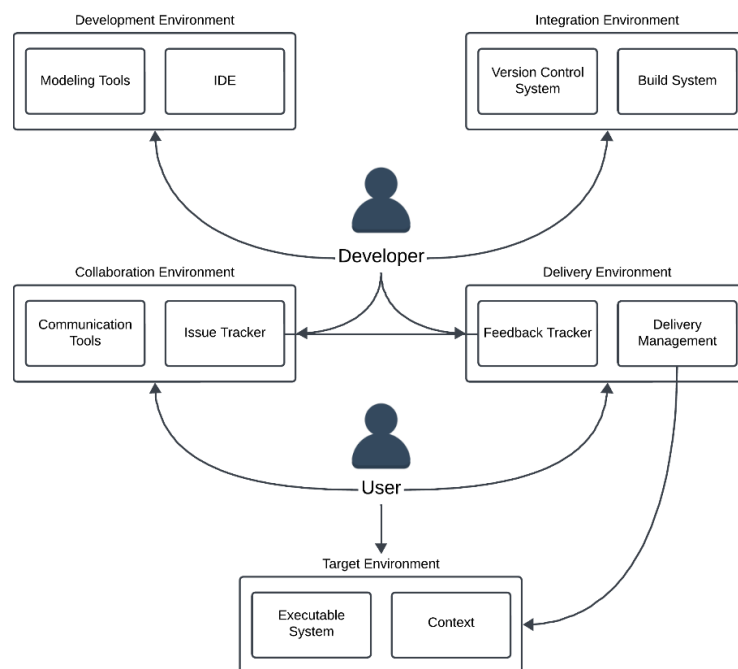 Development Environment
Integration Environment
Modeling Tools
IDE
Version Control
System
Build System
Developer
Collaboration Environment
Delivery Environment
Communication
Tools
Issue Tracker
Feedback Tracker
Delivery
Management
User
Target Environment
Executable
System
Context